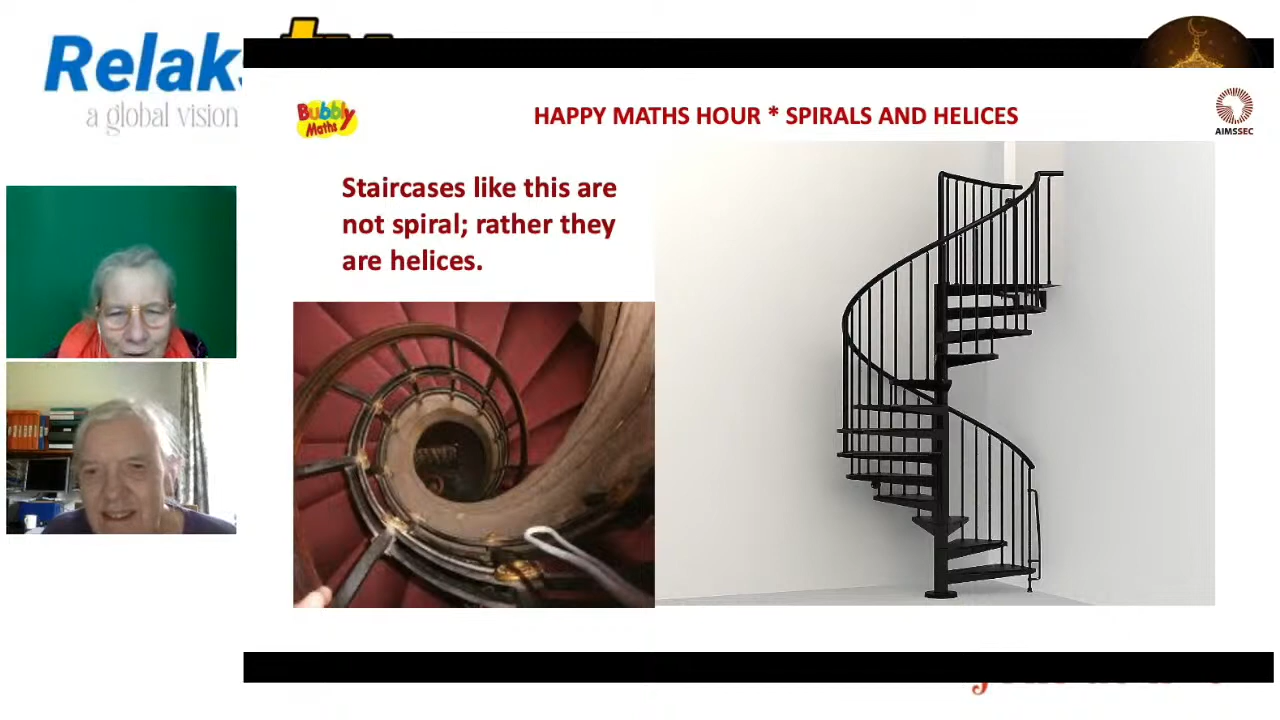 a global vision
Bubbly
Maths
HAPPY MATHS HOUR * SPIRALS AND HELICES
AIMSSEC
Staircases like this are
not spiral; rather they
are helices.